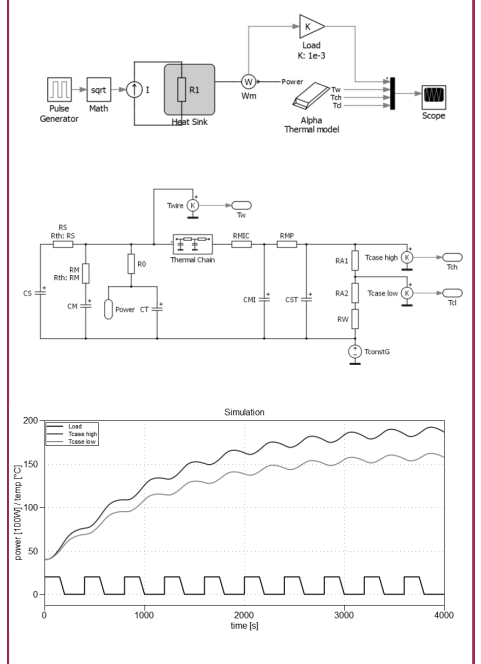 K
Load
K: 1e-3
Pulse
Generator
sqrt
Math
I
R1
Heat Sink
W
Wm
Power
Tw
Tch
Tcl
Alpha
Thermal model
Scope
Twire
K
Tw
RS
Rth: RS
RM
Rth: RM
R0
Thermal Chain
RMIC
RMP
RA1
Tcase high
K
Tch
CS
CM
Power
CT
CMI
CST
RA2
Tcase low
K
Tcl
RW
TconstG
Simulation
Load
Tcase high
Tcase low
power [100W] / temp [°C]
200
150
100
50
0
0
1000
2000
3000
4000
time [s]